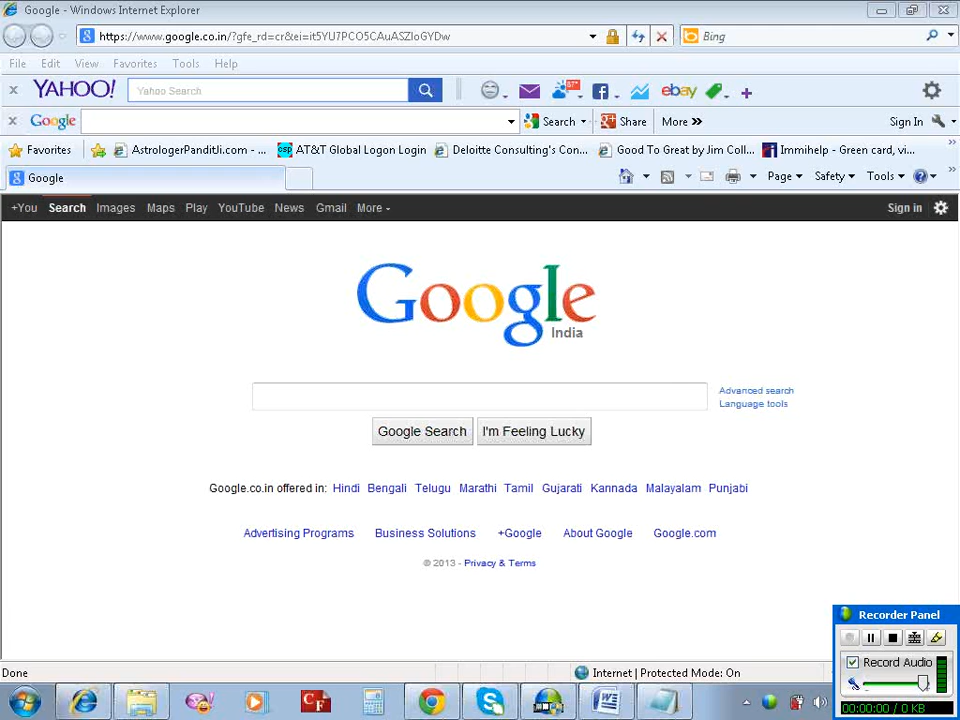 Google - Windows Internet Explorer
https://www.google.co.in/?gfe_rd=cr&ei=it5YU7PCO5CAuASZIoGYDw
Bing
File Edit View Favorites Tools Help
x YAHOO! Yahoo Search 87° ebay
x Google Search Share More » Sign In
Favorites AstrologerPanditJi.com - ... AT&T Global Logon Login Deloitte Consulting's Con... Good To Great by Jim Coll... Immihelp - Green card, vi...
Google Page Safety Tools
+You Search Images Maps Play YouTube News Gmail More Sign in
Google
India
Advanced search
Language tools
Google Search I'm Feeling Lucky
Google.co.in offered in: Hindi Bengali Telugu Marathi Tamil Gujarati Kannada Malayalam Punjabi
Advertising Programs Business Solutions +Google About Google Google.com
© 2013 - Privacy & Terms
Recorder Panel
Record Audio
00:00:00 / 0 KB
Done Internet | Protected Mode: On